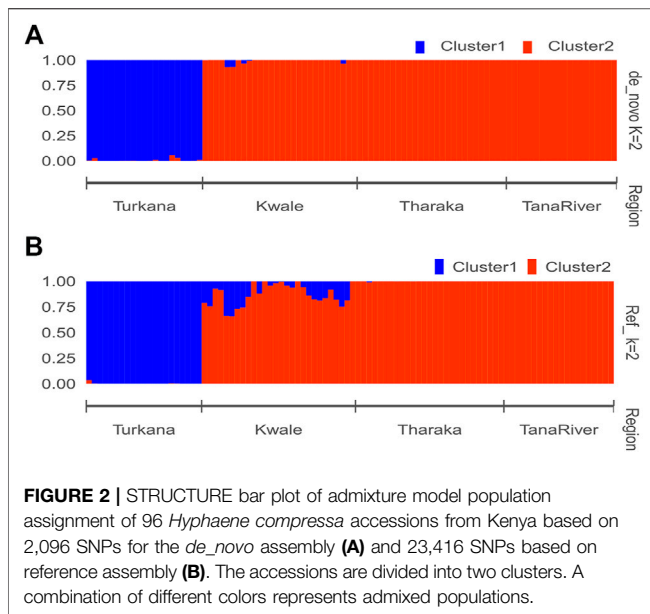 A
Cluster1 Cluster2
1.00
0.75
0.50
0.25
0.00
de_novo K=2
Turkana Kwale Tharaka TanaRiver
Region
B
Cluster1 Cluster2
1.00
0.75
0.50
0.25
0.00
Ref_ k=2
Turkana Kwale Tharaka TanaRiver
Region
FIGURE 2 | STRUCTURE bar plot of admixture model population
assignment of 96 Hyphaene compressa accessions from Kenya based on
2,096 SNPs for the de_novo assembly (A) and 23,416 SNPs based on
reference assembly (B). The accessions are divided into two clusters. A
combination of different colors represents admixed populations.